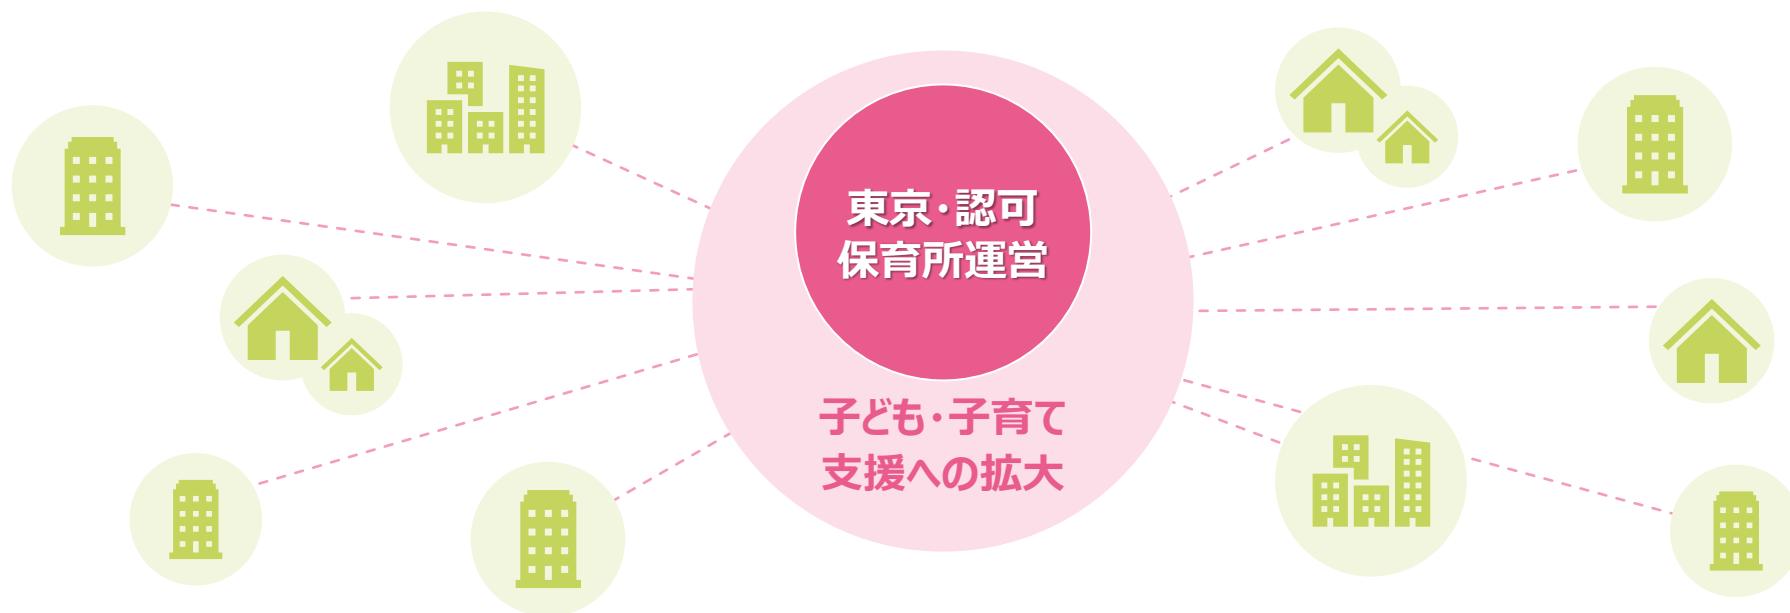 東京・認可
保育所運営
子ども・子育て
支援への拡大